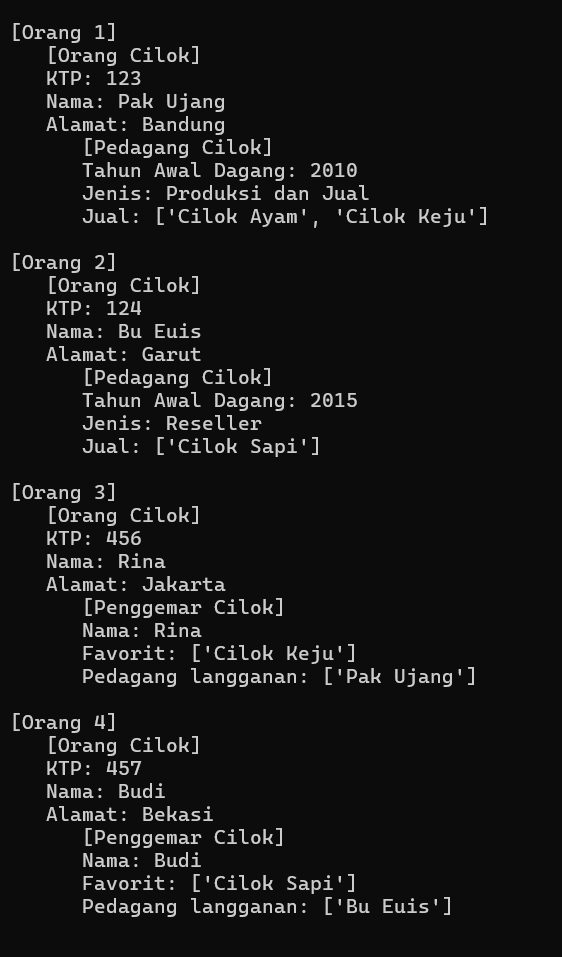 [Orang 1]
   [Orang Cilok]
   KTP: 123
   Nama: Pak Ujang
   Alamat: Bandung
      [Pedagang Cilok]
      Tahun Awal Dagang: 2010
      Jenis: Produksi dan Jual
      Jual: ['Cilok Ayam', 'Cilok Keju']

[Orang 2]
   [Orang Cilok]
   KTP: 124
   Nama: Bu Euis
   Alamat: Garut
      [Pedagang Cilok]
      Tahun Awal Dagang: 2015
      Jenis: Reseller
      Jual: ['Cilok Sapi']

[Orang 3]
   [Orang Cilok]
   KTP: 456
   Nama: Rina
   Alamat: Jakarta
      [Penggemar Cilok]
      Nama: Rina
      Favorit: ['Cilok Keju']
      Pedagang langganan: ['Pak Ujang']

[Orang 4]
   [Orang Cilok]
   KTP: 457
   Nama: Budi
   Alamat: Bekasi
      [Penggemar Cilok]
      Nama: Budi
      Favorit: ['Cilok Sapi']
      Pedagang langganan: ['Bu Euis']